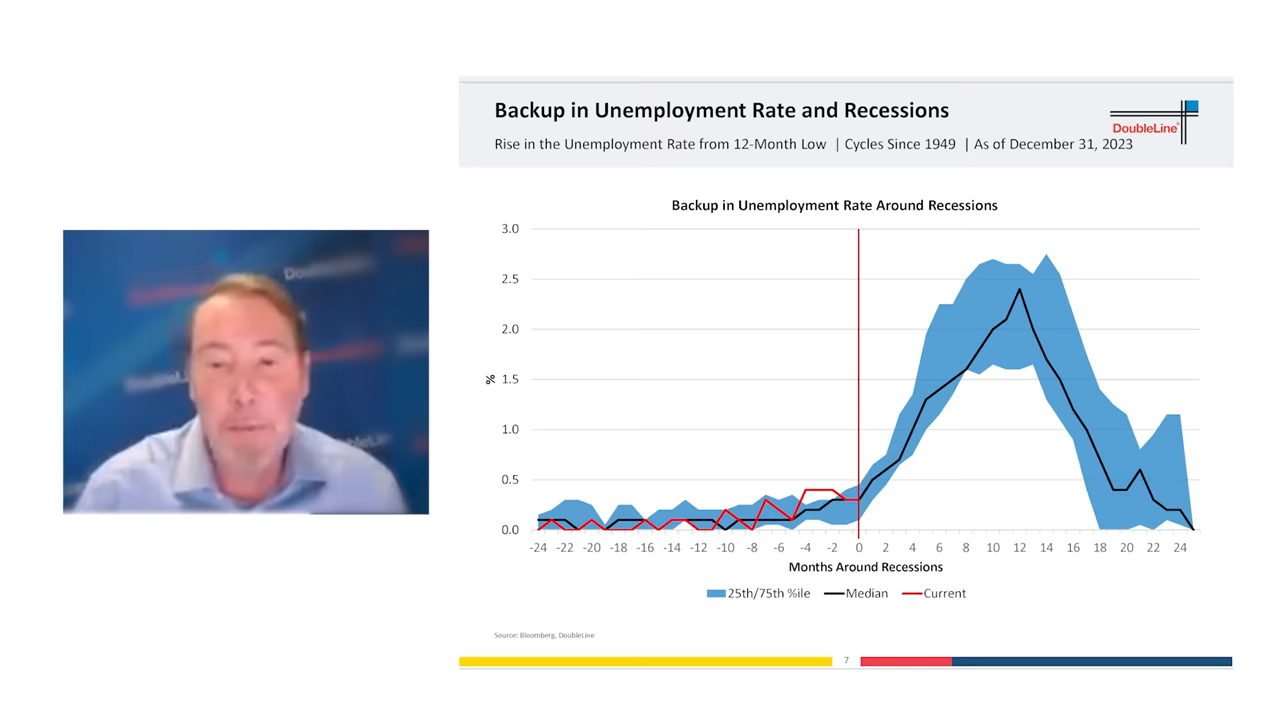 Backup in Unemployment Rate and Recessions
DoubleLine®
Rise in the Unemployment Rate from 12-Month Low | Cycles Since 1949 | As of December 31, 2023
Backup in Unemployment Rate Around Recessions
3.0
2.5
2.0
%
1.5
1.0
0.5
0.0
-24 -22 -20 -18 -16 -14 -12 -10 -8 -6 -4 -2 0 2 4 6 8 10 12 14 16 18 20 22 24
Months Around Recessions
25th/75th %ile Median Current
Source: Bloomberg, DoubleLine
7